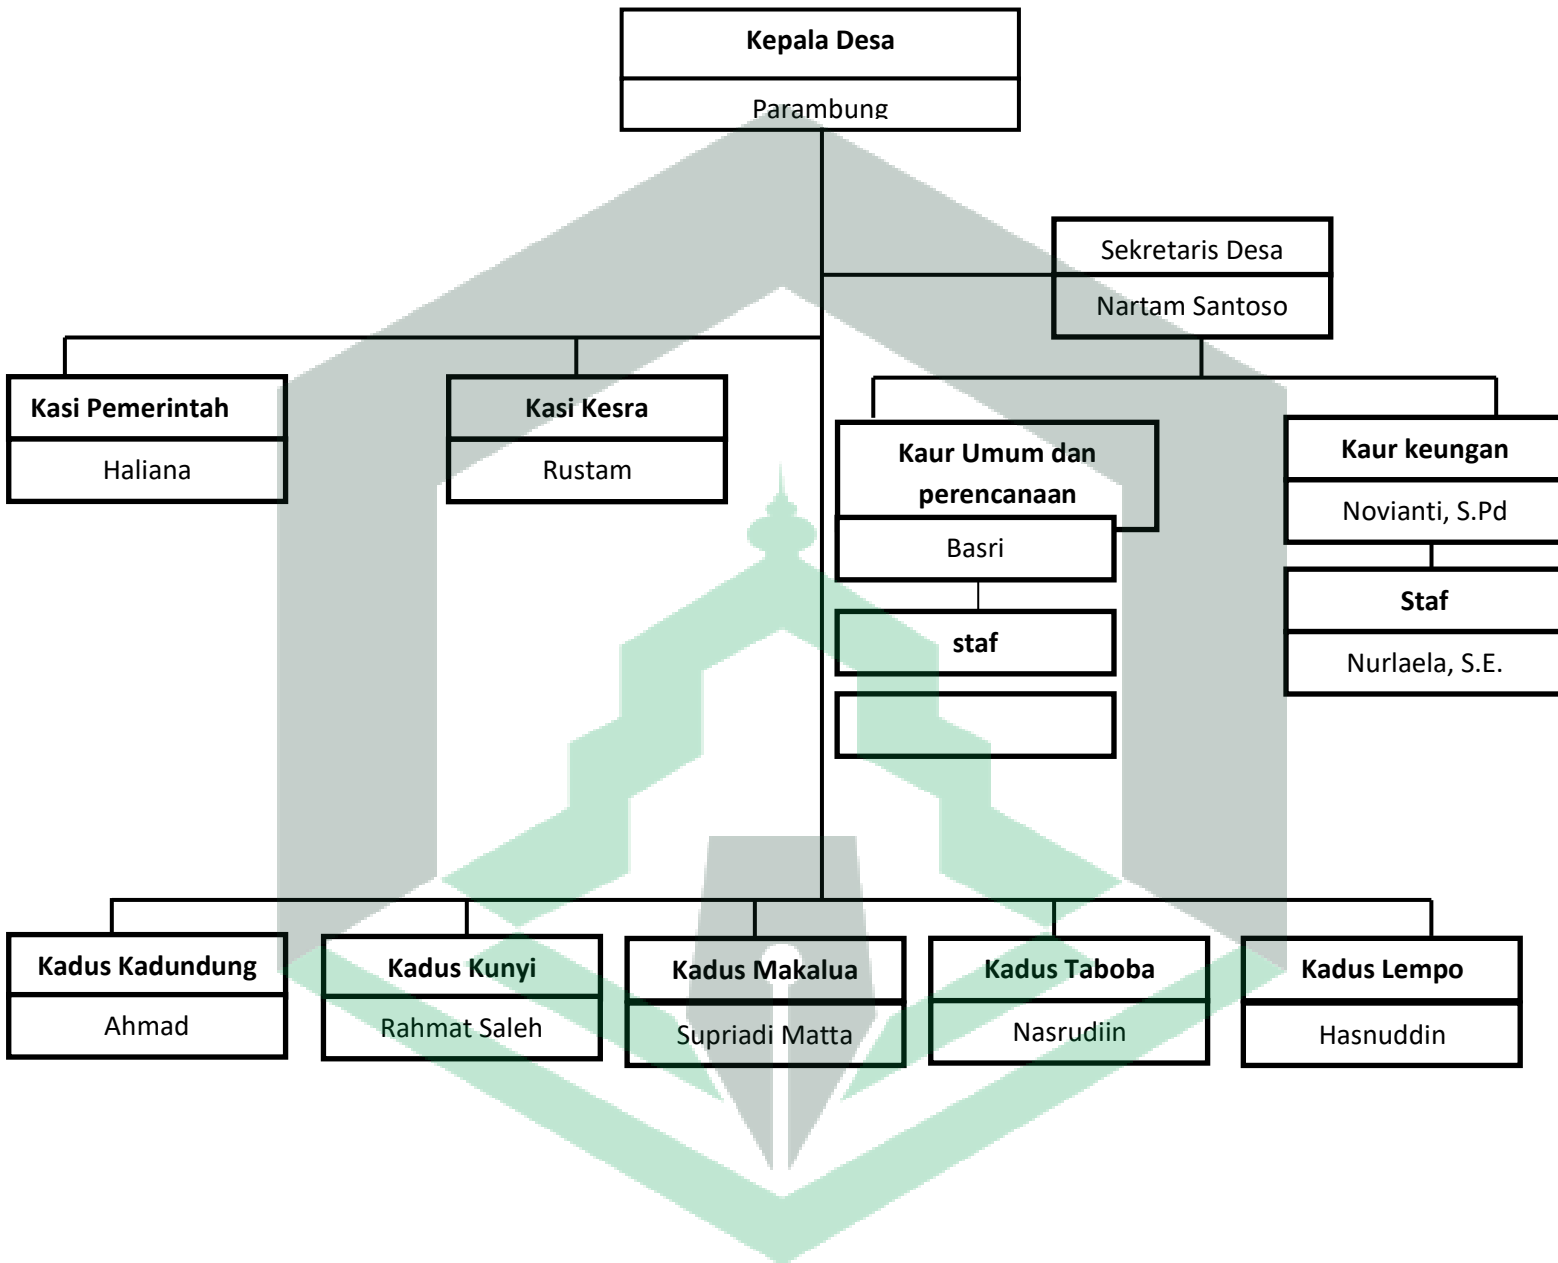 Kepala Desa
Parambung
Sekretaris Desa
Nartam Santoso
Kasi Pemerintah
Haliana
Kasi Kesra
Rustam
Kaur Umum dan
perencanaan
Basri
staf
Kaur keungan
Novianti, S.Pd
Staf
Nurlaela, S.E.
Kadus Kadundung
Ahmad
Kadus Kunyi
Rahmat Saleh
Kadus Makalua
Supriadi Matta
Kadus Taboba
Nasrudiin
Kadus Lempo
Hasnuddin